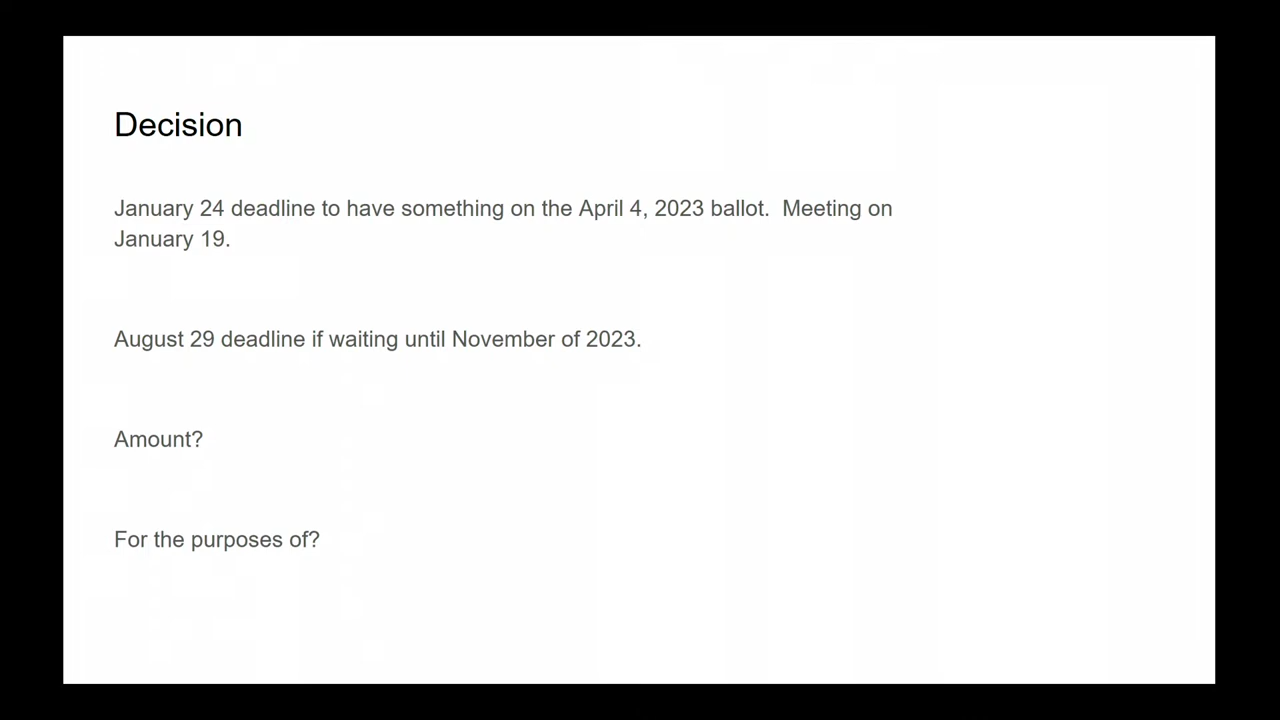 Decision
January 24 deadline to have something on the April 4, 2023 ballot.  Meeting on
January 19.
August 29 deadline if waiting until November of 2023.
Amount?
For the purposes of?